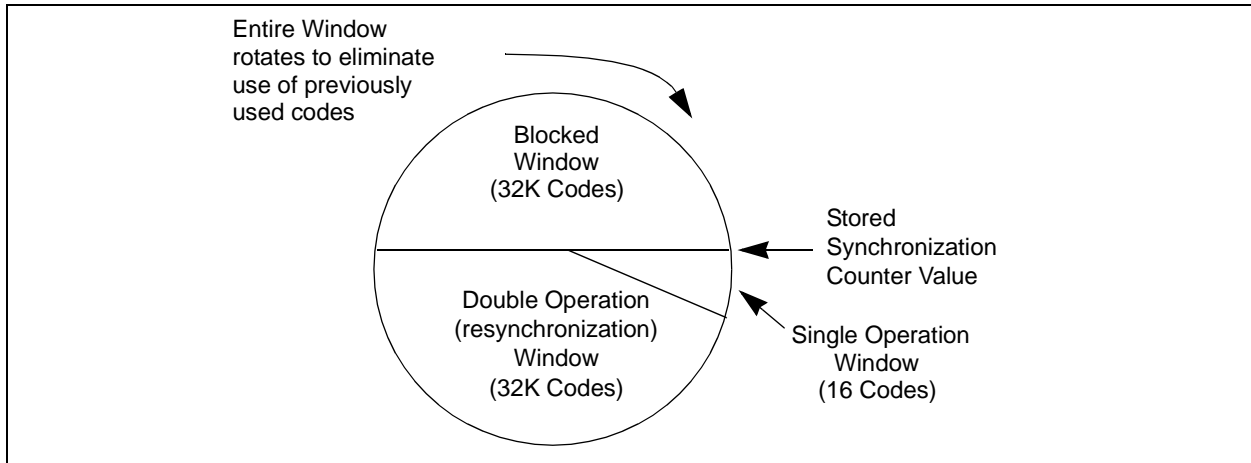 Entire Window
rotates to eliminate
use of previously
used codes
Blocked
Window
(32K Codes)
Stored
Synchronization
Counter Value
Double Operation
(resynchronization)
Window
(32K Codes)
Single Operation
Window
(16 Codes)